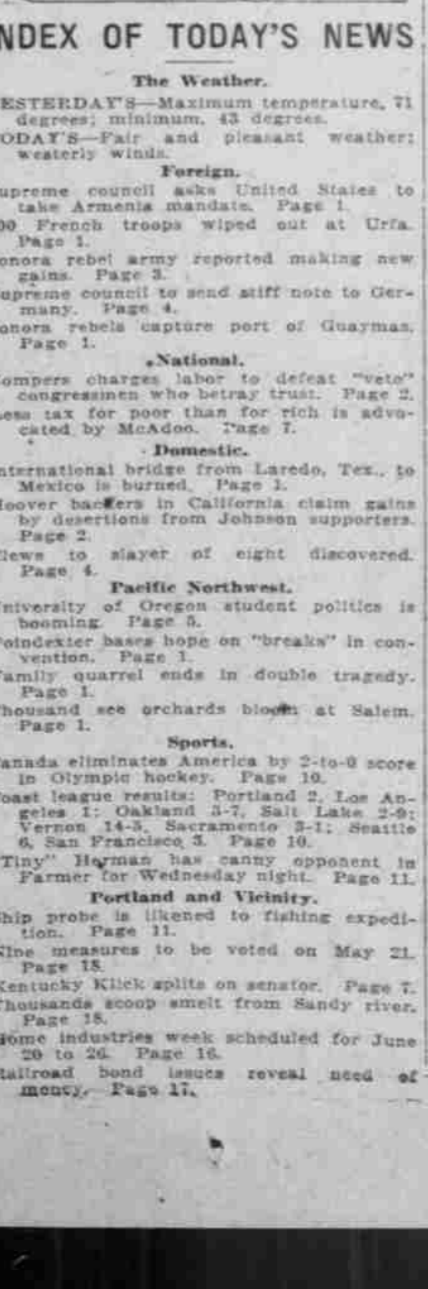 NDEX OF TODAY'S NEWS
The Weather.
ESTERDAY'S—Maximum temperature, 71
degrees; minimum, 43 degrees.
ODAY'S—Fair and pleasant weather;
westerly winds.
Foreign.
upreme council asks United States to
take Armenia mandate. Page 1.
00 French troops wiped out at Urfa.
Page 1.
onora rebel army reported making new
gains. Page 3.
upreme council to send stiff note to Ger-
many. Page 4.
onora rebels capture port of Guaymas.
Page 1.
National.
ompers charges labor to defeat "veto"
congressmen who betray trust. Page 2.
ess tax for poor than for rich is advo-
cated by McAdoo. Page 7.
Domestic.
nternational bridge from Laredo, Tex., to
Mexico is burned. Page 1.
oover backers in California claim gains
by desertions from Johnson supporters.
Page 2.
lews to slayer of eight discovered.
Page 4.
Pacific Northwest.
niversity of Oregon student politics is
booming. Page 5.
oindexter bases hope on "breaks" in con-
vention. Page 1.
amily quarrel ends in double tragedy.
Page 1.
housand see orchards bloom at Salem.
Page 1.
Sports.
anada eliminates America by 2-to-0 score
in Olympic hockey. Page 10.
oast league results: Portland 2, Los An-
geles 1; Oakland 3-7, Salt Lake 2-9;
Vernon 14-5, Sacramento 3-1; Seattle
6, San Francisco 3. Page 10.
Tiny" Herman has canny opponent in
Farmer for Wednesday night. Page 11.
Portland and Vicinity.
hip probe is likened to fishing expedi-
tion. Page 11.
Nine measures to be voted on May 21.
Page 18.
Kentucky Klick splits on senator. Page 7.
Thousands scoop smelt from Sandy river.
Page 18.
Home industries week scheduled for June
20 to 26. Page 16.
Railroad bond issues reveal need of
money. Page 17.